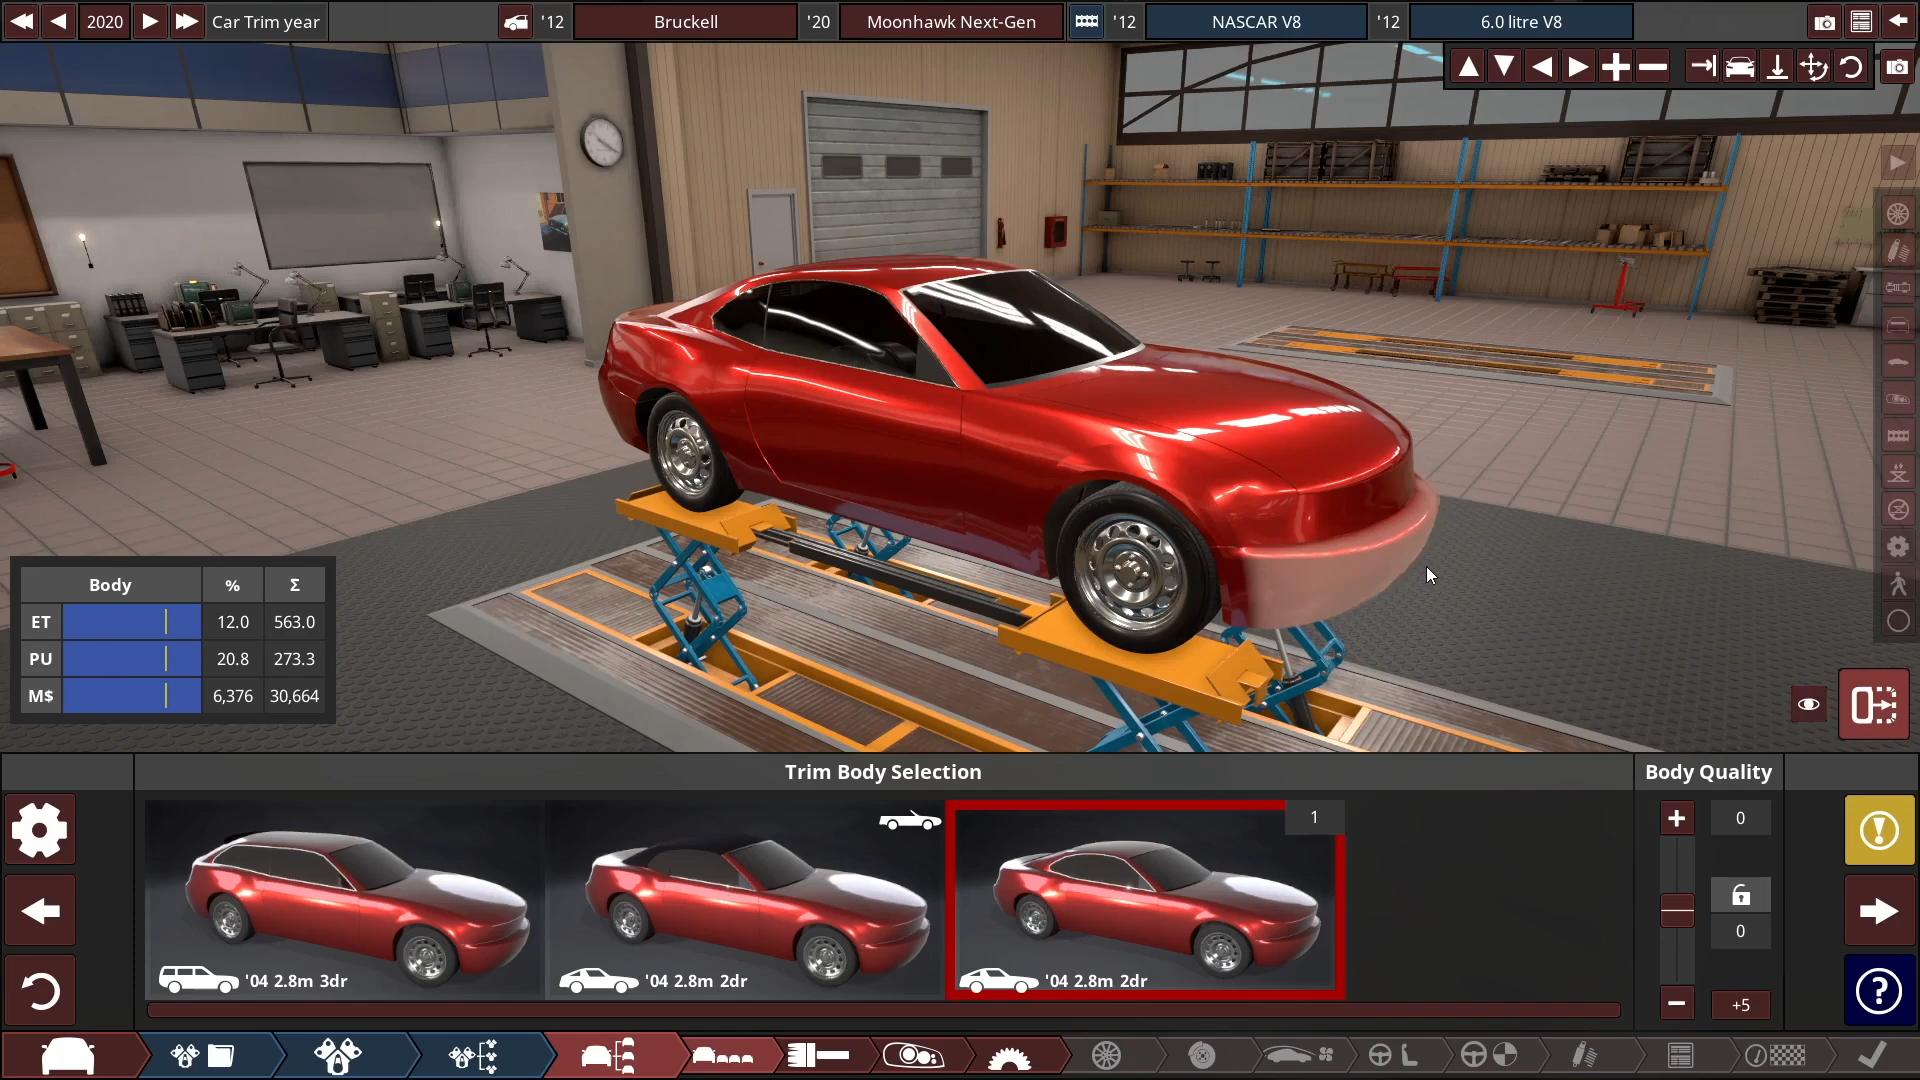 2020 Car Trim year '12 Bruckell '20 Moonhawk Next-Gen '12 NASCAR V8 '12 6.0 litre V8
Body % Σ
ET 12.0 563.0
PU 20.8 273.3
M$ 6,376 30,664
Trim Body Selection
Body Quality
1
'04 2.8m 3dr
'04 2.8m 2dr
'04 2.8m 2dr
0
0
+5
?